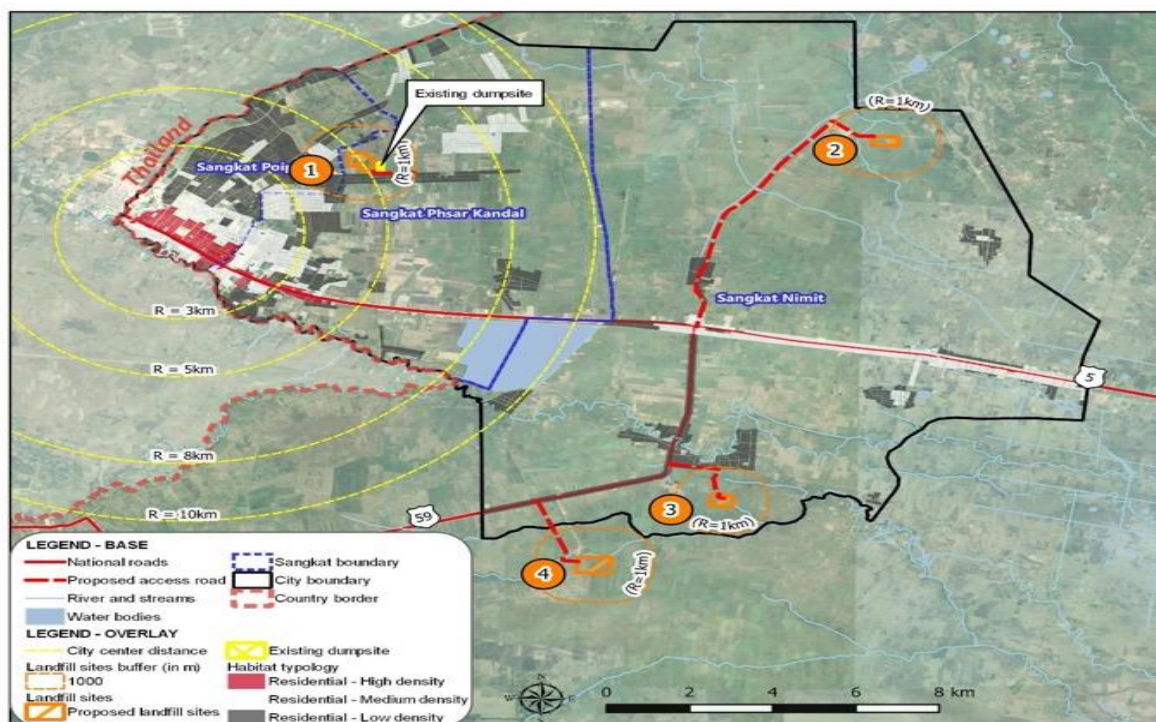 Existing dumpsite
(R=1km)
2
1
Thailand
Sangkat Poip
(R=1km)
Sangkat Phsar Kandal
Sangkat Nimit
R = 3km
R = 5km
5
R = 8km
3
R = 10km
59
(R=1km)
4
(R=1km)
LEGEND - BASE
National roads
Sangkat boundary
Proposed access road
City boundary
River and streams
Country border
Water bodies
LEGEND - OVERLAY
City center distance
Existing dumpsite
Landfill sites buffer (in m)
Habitat typology
1000
Residential - High density
Landfill sites
Residential - Medium density
Proposed landfill sites
Residential - Low density
N
W
E
S
0 2 4 6 8 km